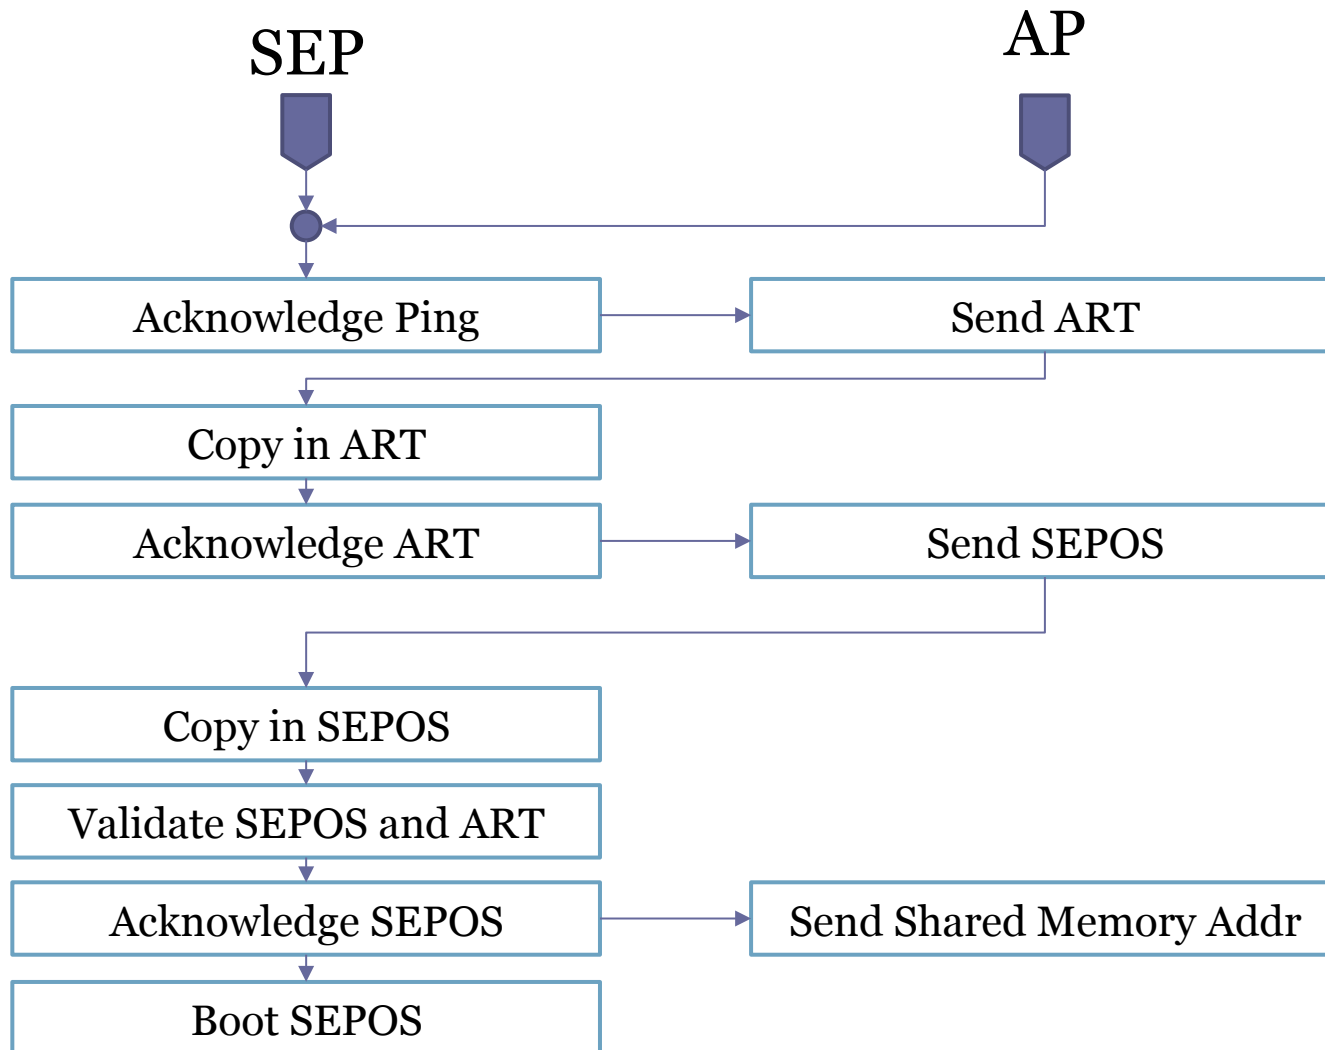 SEP
AP
Acknowledge Ping
Send ART
Copy in ART
Acknowledge ART
Send SEPOS
Copy in SEPOS
Validate SEPOS and ART
Acknowledge SEPOS
Send Shared Memory Addr
Boot SEPOS